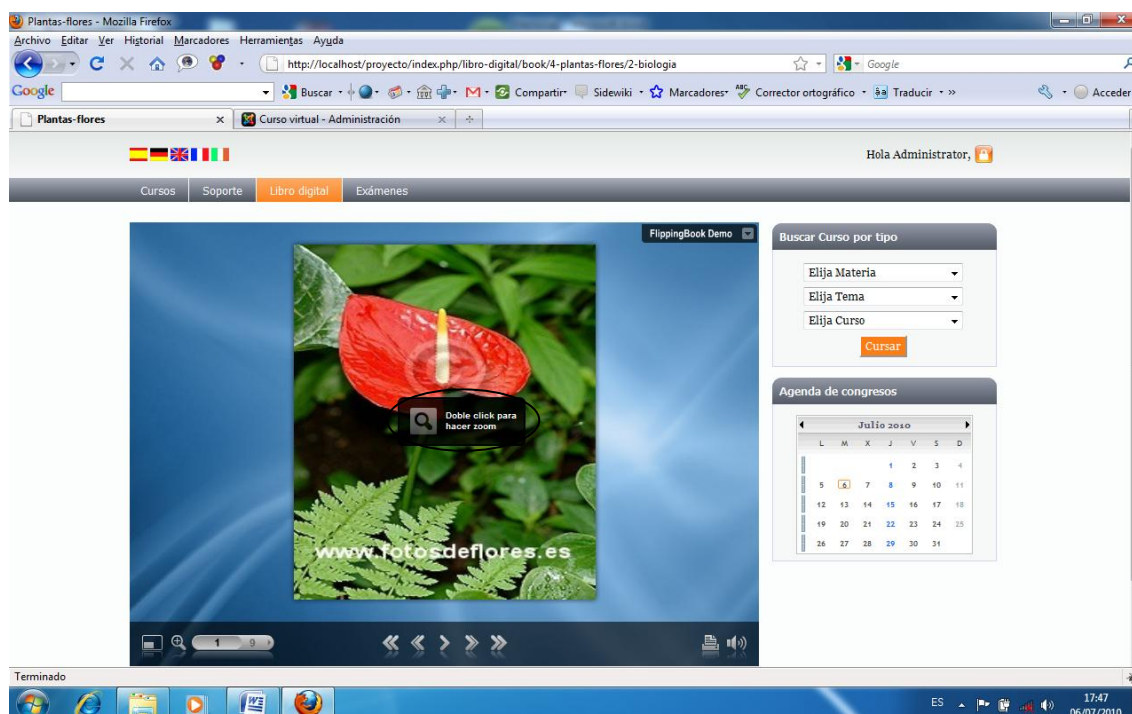 Plantas-flores - Mozilla Firefox
Archivo Editar Ver Historial Marcadores Herramientas Ayuda
http://localhost/proyecto/index.php/libro-digital/book/4-plantas-flores/2-biologia
Google
Google
Buscar
Compartir
Sidewiki
Marcadores
Corrector ortográfico
Traducir
»
Acceder
Plantas-flores
Curso virtual - Administración
Hola Administrator,
Cursos Soporte Libro digital Exámenes
FlippingBook Demo
Doble click para
hacer zoom
www.fotosdeflores.es
1 9
Buscar Curso por tipo
Elija Materia
Elija Tema
Elija Curso
Cursar
Agenda de congresos
Julio 2010
L M X J V S D
1 2 3 4
5 6 7 8 9 10 11
12 13 14 15 16 17 18
19 20 21 22 23 24 25
26 27 28 29 30 31
Terminado
ES
17:47
06/07/2010